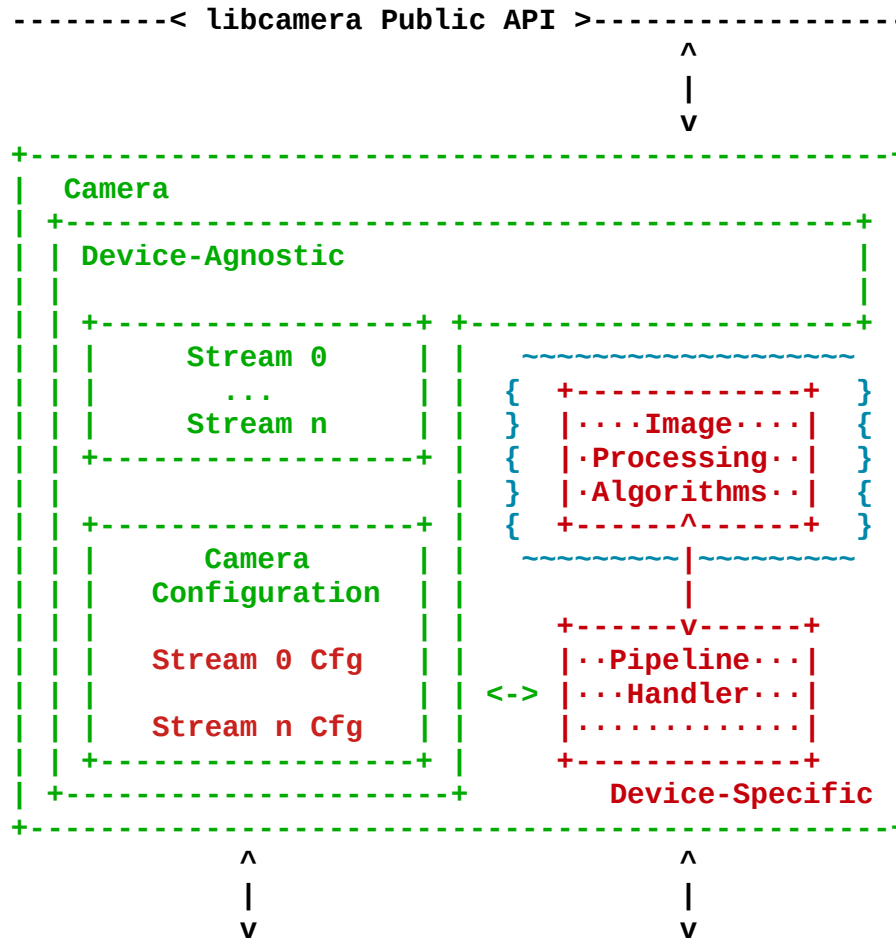 ---------< libcamera Public API >------------------
^
|
v
+--------------------------------------------------
Camera
+---------------------------------------------+
Device-Agnostic
+-------------------+ +----------------------+
Stream 0
...
Stream n
+-------------------+
~~~~~~~~~~~~~~~~~~~
{ +-------------+ }
} |····Image····| {
{ |·Processing··| }
} |·Algorithms··| {
{ +------^------+ }
~~~~~~~~~|~~~~~~~~~
|
+-------------------+
Camera
Configuration
Stream 0 Cfg
Stream n Cfg
+-------------------+
<->
+------v------+
|··Pipeline···|
|···Handler···|
|·············|
+-------------+
Device-Specific
+----------------------+
+--------------------------------------------------
^ ^
| |
v v